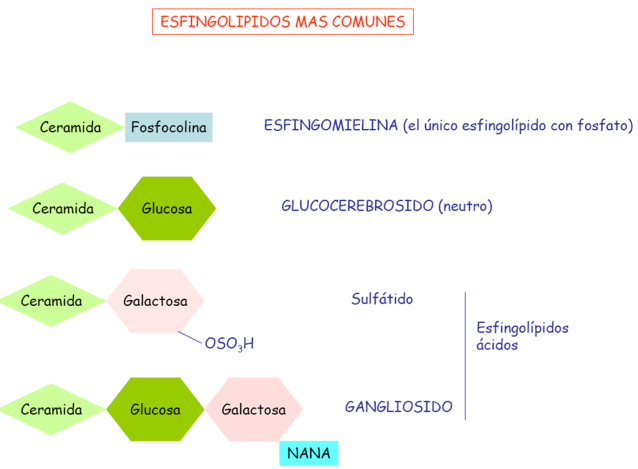 ESFINGOLIPIDOS MAS COMUNES
Ceramida Fosfocolina ESFINGOMIELINA (el único esfingolípido con fosfato)
Ceramida Glucosa GLUCOCEREBROSIDO (neutro)
Ceramida Galactosa Sulfátido
OSO3H
Esfingolípidos
ácidos
Ceramida Glucosa Galactosa GANGLIOSIDO
NANA